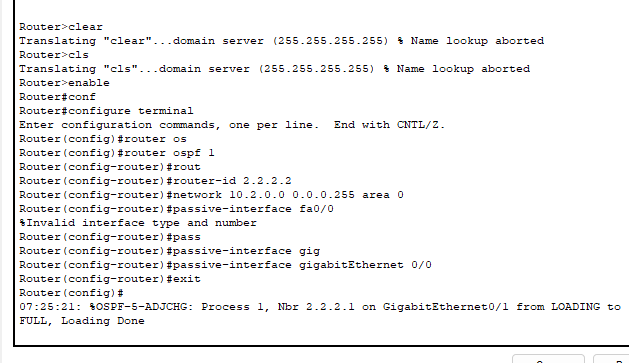 Router>clear
Translating "clear"...domain server (255.255.255.255) % Name lookup aborted
Router>cls
Translating "cls"...domain server (255.255.255.255) % Name lookup aborted
Router>enable
Router#conf
Router#configure terminal
Enter configuration commands, one per line.  End with CNTL/Z.
Router(config)#router os
Router(config)#router ospf 1
Router(config-router)#rout
Router(config-router)#router-id 2.2.2.2
Router(config-router)#network 10.2.0.0 0.0.0.255 area 0
Router(config-router)#passive-interface fa0/0
%Invalid interface type and number
Router(config-router)#pass
Router(config-router)#passive-interface gig
Router(config-router)#passive-interface gigabitEthernet 0/0
Router(config-router)#exit
Router(config)#
07:25:21: %OSPF-5-ADJCHG: Process 1, Nbr 2.2.2.1 on GigabitEthernet0/1 from LOADING to
FULL, Loading Done